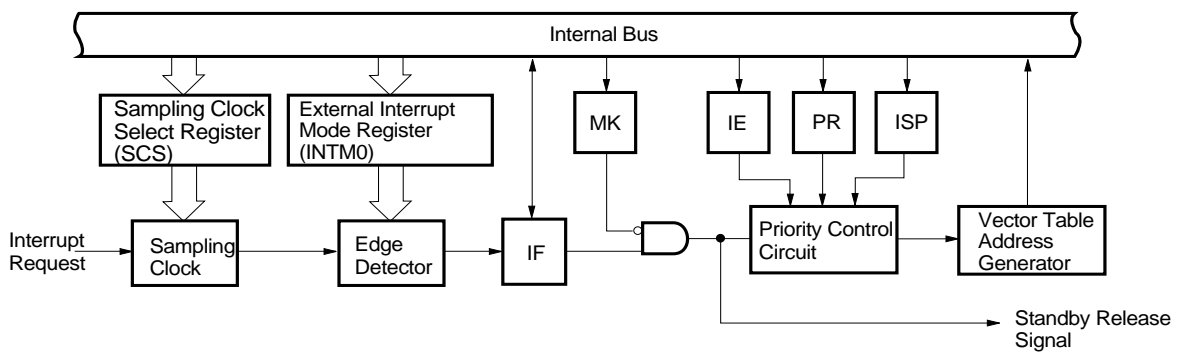 Internal Bus
Sampling Clock
Select Register
(SCS)
External Interrupt
Mode Register
(INTM0)
MK
IE
PR
ISP
Interrupt
Request
Sampling
Clock
Edge
Detector
IF
Priority Control
Circuit
Vector Table
Address
Generator
Standby Release
Signal